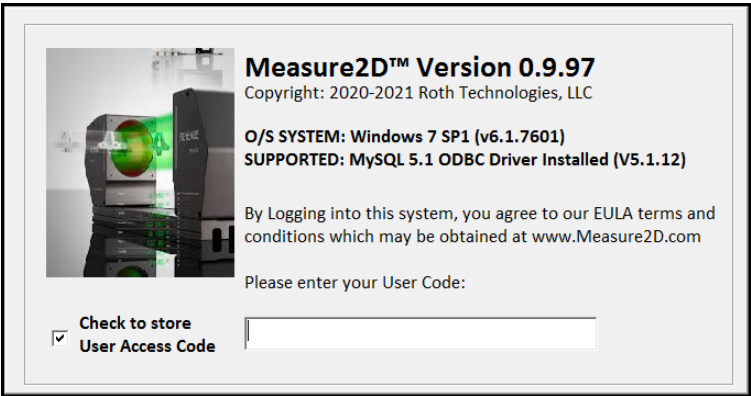 Measure2D™ Version 0.9.97
Copyright: 2020-2021 Roth Technologies, LLC
O/S SYSTEM: Windows 7 SP1 (v6.1.7601)
SUPPORTED: MySQL 5.1 ODBC Driver Installed (V5.1.12)
By Logging into this system, you agree to our EULA terms and
conditions which may be obtained at www.Measure2D.com
Please enter your User Code:
Check to store
User Access Code